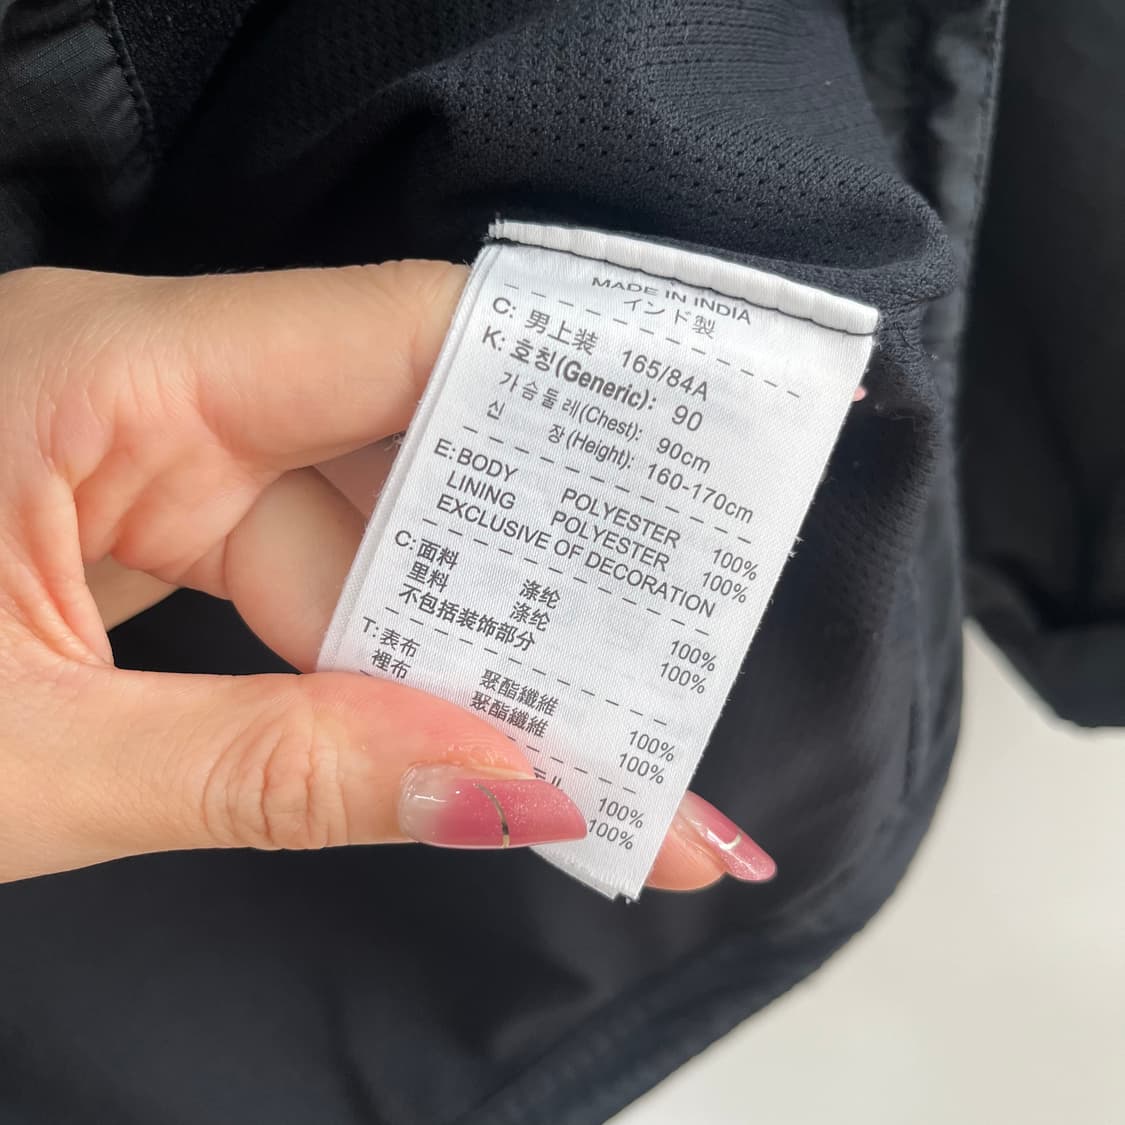 MADE IN INDIA
インド製
C: 男上装 165/84A
K: 호칭(Generic): 90
가슴둘레(Chest): 90cm
신 장(Height): 160-170cm
E: BODY POLYESTER 100%
LINING POLYESTER 100%
EXCLUSIVE OF DECORATION
C: 面料 涤纶 100%
里料 涤纶 100%
不包括装饰部分
T: 表布 聚酯纖維 100%
裡布 聚酯纖維 100%
100%
100%